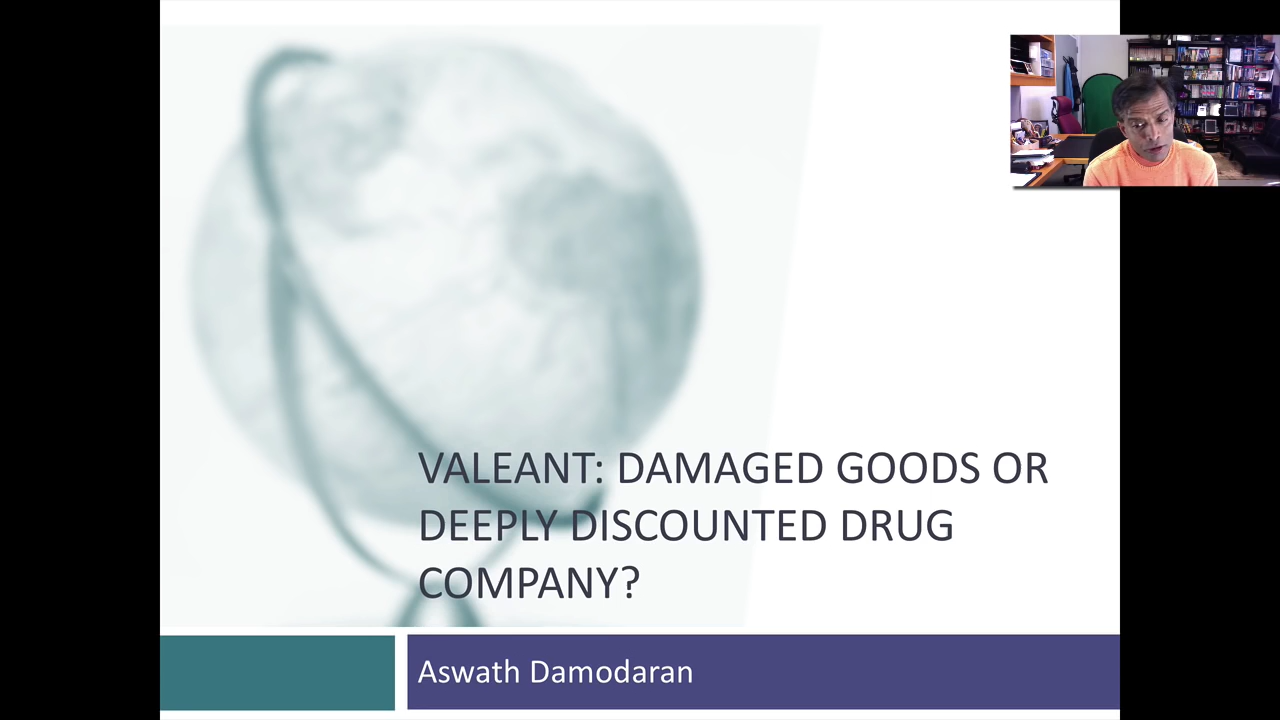 VALEANT: DAMAGED GOODS OR
DEEPLY DISCOUNTED DRUG
COMPANY?
Aswath Damodaran